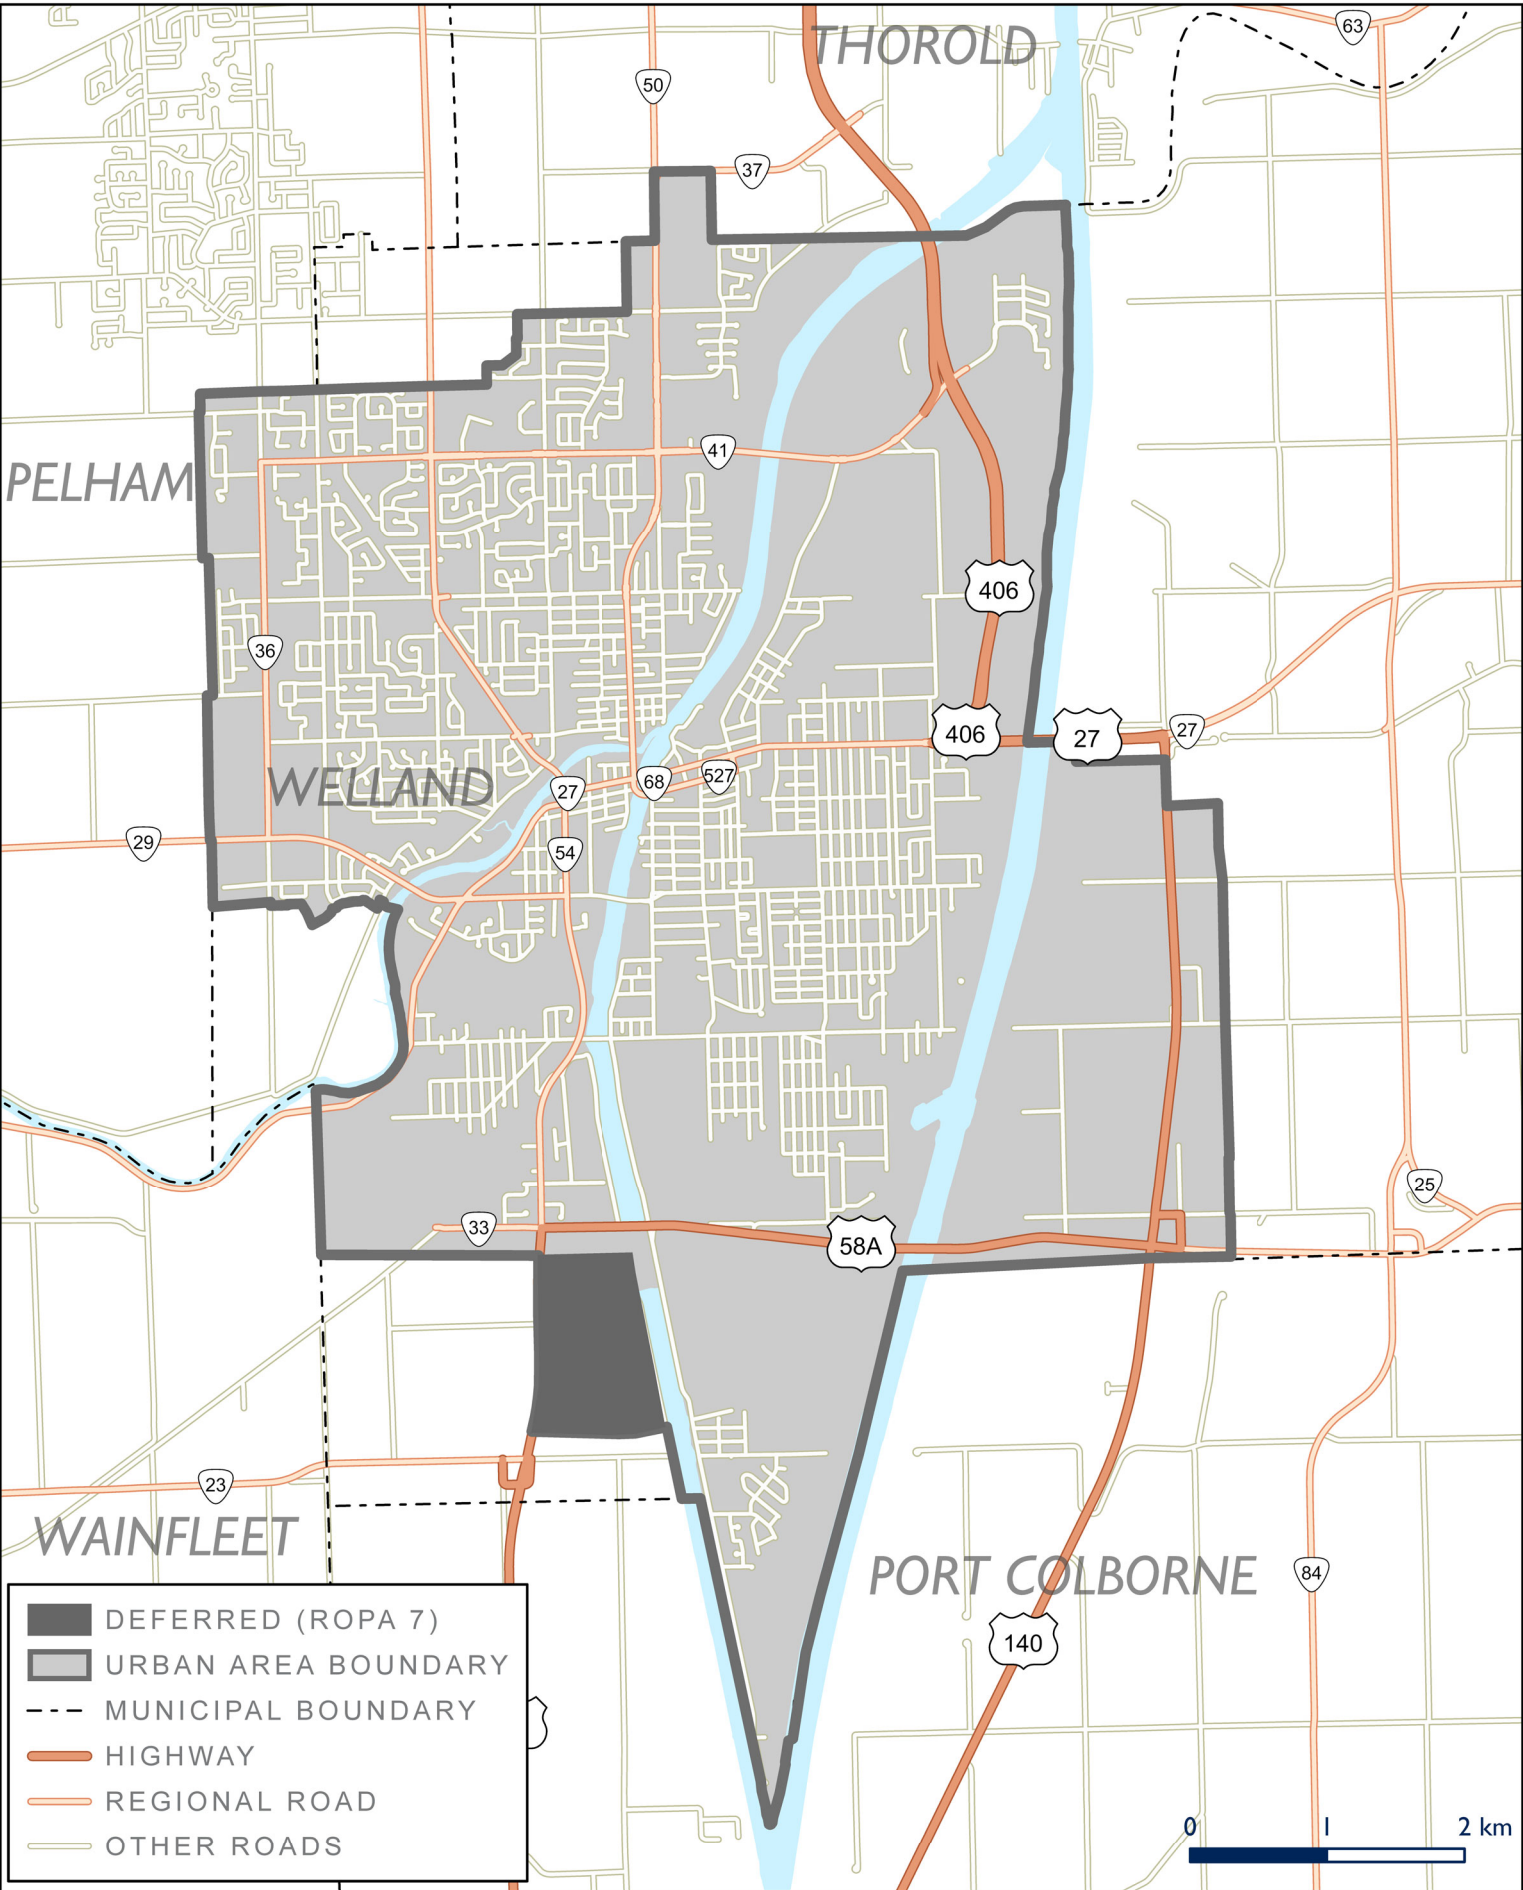 THOROLD
63
50
37
41
PELHAM
406
36
406
27
27
WELLAND
27
68
527
29
54
25
33
58A
23
WAINFLEET
PORT COLBORNE
84
140
DEFERRED (ROPA 7)
URBAN AREA BOUNDARY
MUNICIPAL BOUNDARY
HIGHWAY
REGIONAL ROAD
OTHER ROADS
0 1 2 km